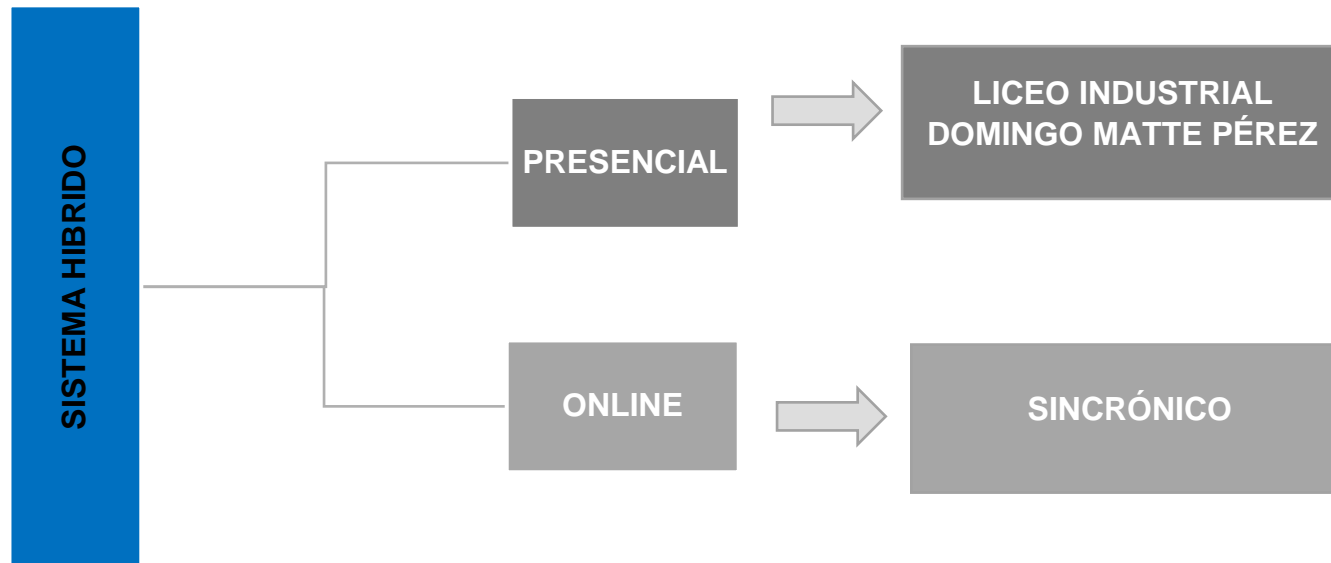 SISTEMA HIBRIDO
PRESENCIAL
LICEO INDUSTRIAL
DOMINGO MATTE PÉREZ
ONLINE
SINCRÓNICO